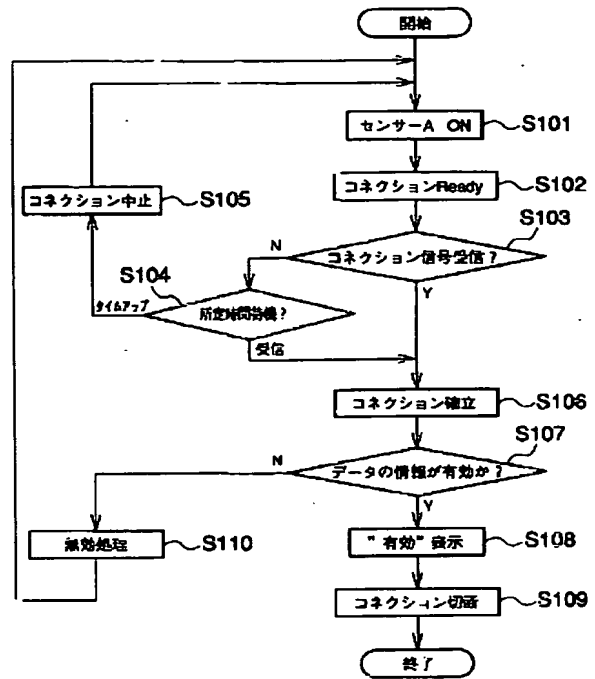 開始
センサーA ON
S101
コネクションReady
S102
コネクション中止
S105
S103
コネクション信号受信?
N
Y
S104
所定時間待機?
タイムアップ
受信
コネクション確立
S106
S107
データの情報が有効か?
N
Y
無効処理
S110
"有効"表示
S108
コネクション切断
S109
終了